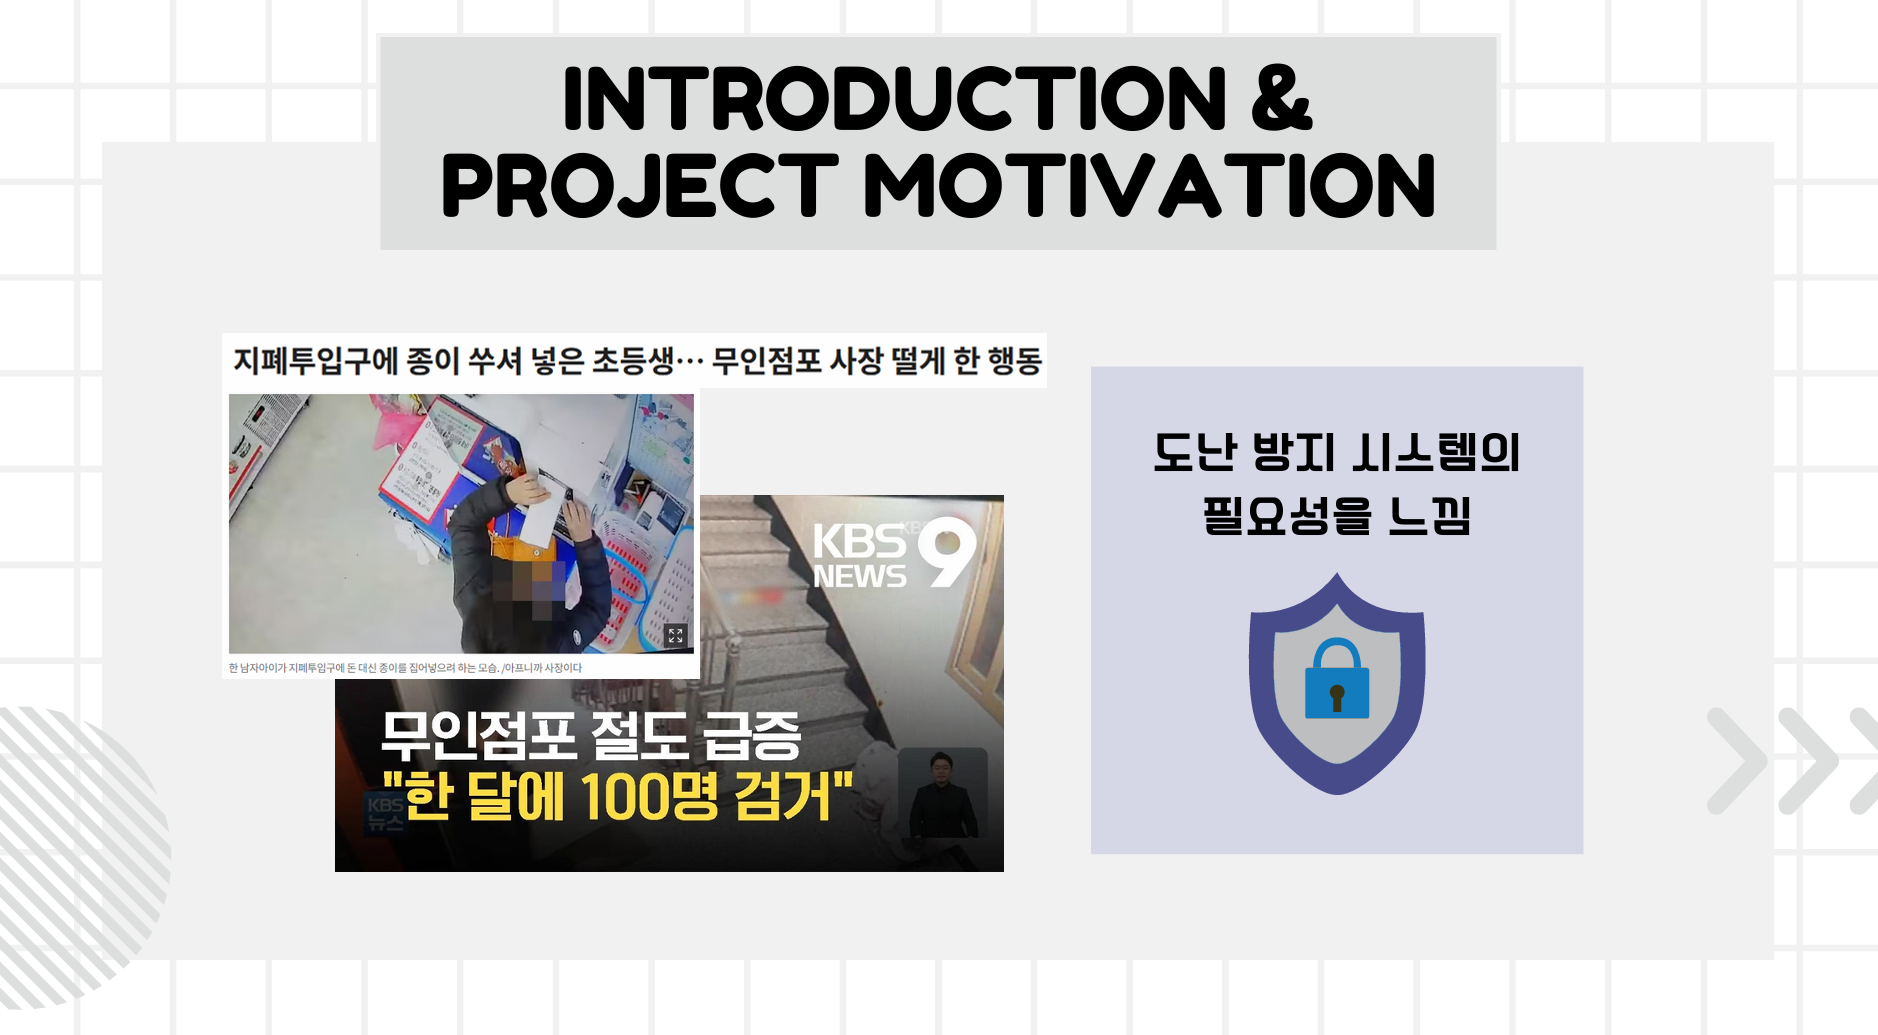 INTRODUCTION &
PROJECT MOTIVATION
지폐투입구에 종이 쑤셔 넣은 초등생… 무인점포 사장 떨게 한 행동
한 남자아이가 지폐투입구에 돈 대신 종이를 집어넣으려 하는 모습. /아프니까 사장이다
KBS 9
NEWS
무인점포 절도 급증
"한 달에 100명 검거"
KBS
뉴스
도난 방지 시스템의
필요성을 느낌